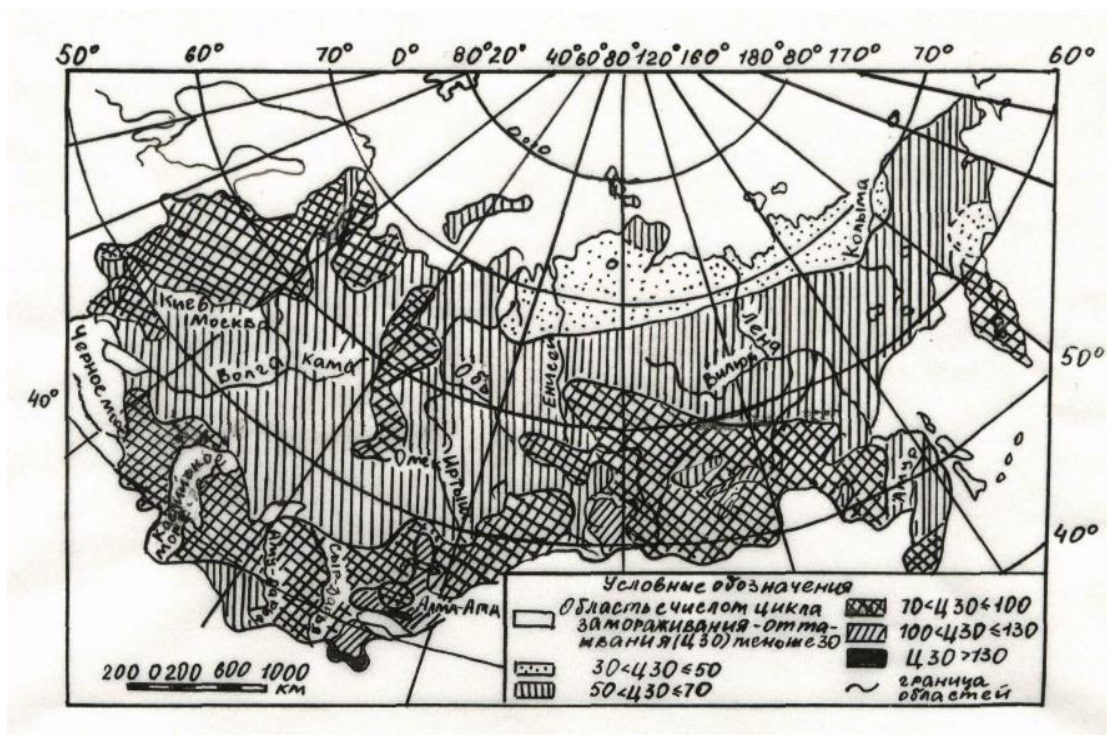 50° 60° 70° 0° 80° 20° 40° 60° 80° 120° 160° 180° 80° 170° 70° 60°
Колыма
Киев
Москва
Черное море
Волга
Кама
Обь
Енисей
Вилюй
Лена
50°
40°
Каспийское
Море
Омск
Иртыш
Амур
Аму-Дарья
Сыр-Дарья
Алма-Ата
40°
Условные обозначения
Область с числом цикла
замораживания-отта-
ивания (ЦЗО) меньше 30
30<ЦЗО≤50
50<ЦЗО≤70
70<ЦЗО≤100
100<ЦЗО≤130
ЦЗО>130
граница
областей
200 0 200 600 1000
км